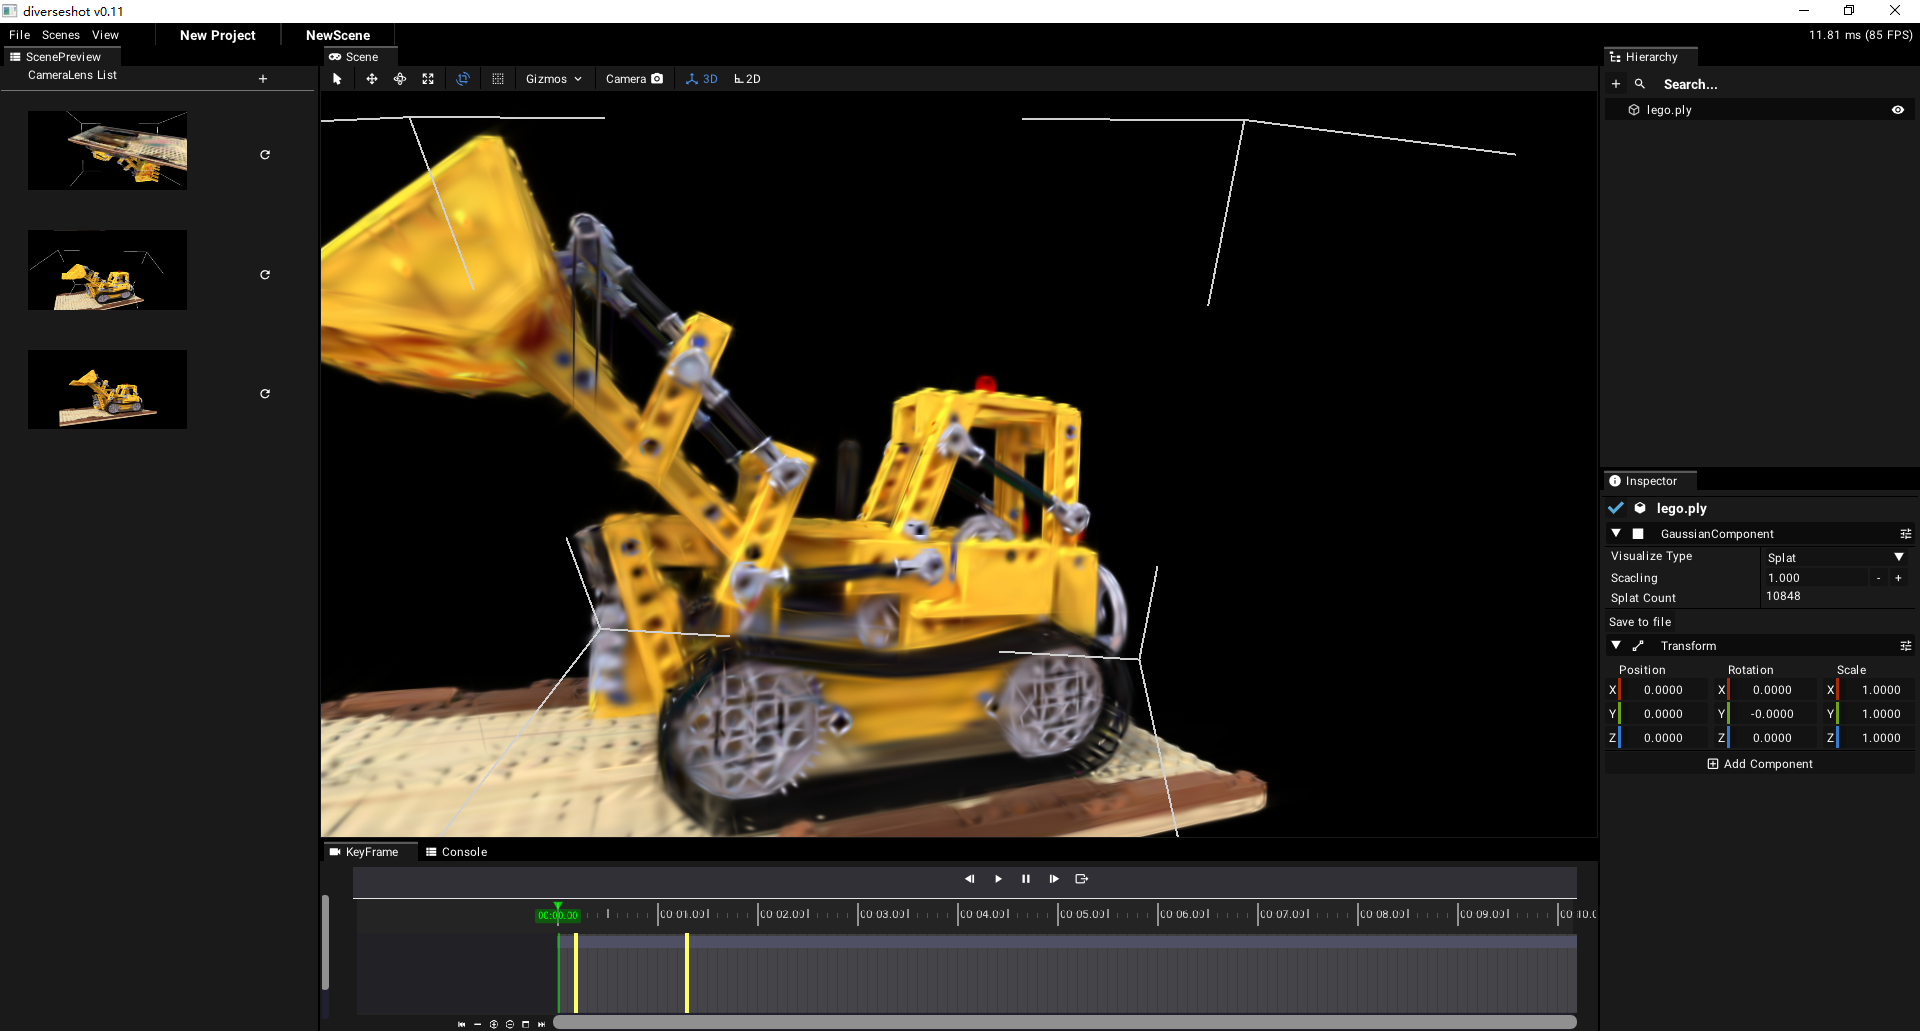 diverseshot v0.11
File Scenes View New Project NewScene 11.81 ms (85 FPS)
ScenePreview
CameraLens List +
Scene
Gizmos Camera 3D 2D
Hierarchy
+ Search...
lego.ply
Inspector
lego.ply
GaussianComponent
Visualize Type Splat
Scacling 1.000 - +
Splat Count 10848
Save to file
Transform
Position Rotation Scale
X 0.0000 X 0.0000 X 1.0000
Y 0.0000 Y -0.0000 Y 1.0000
Z 0.0000 Z 0.0000 Z 1.0000
Add Component
KeyFrame Console
00:00.00 00:01.00 00:02.00 00:03.00 00:04.00 00:05.00 00:06.00 00:07.00 00:08.00 00:09.00